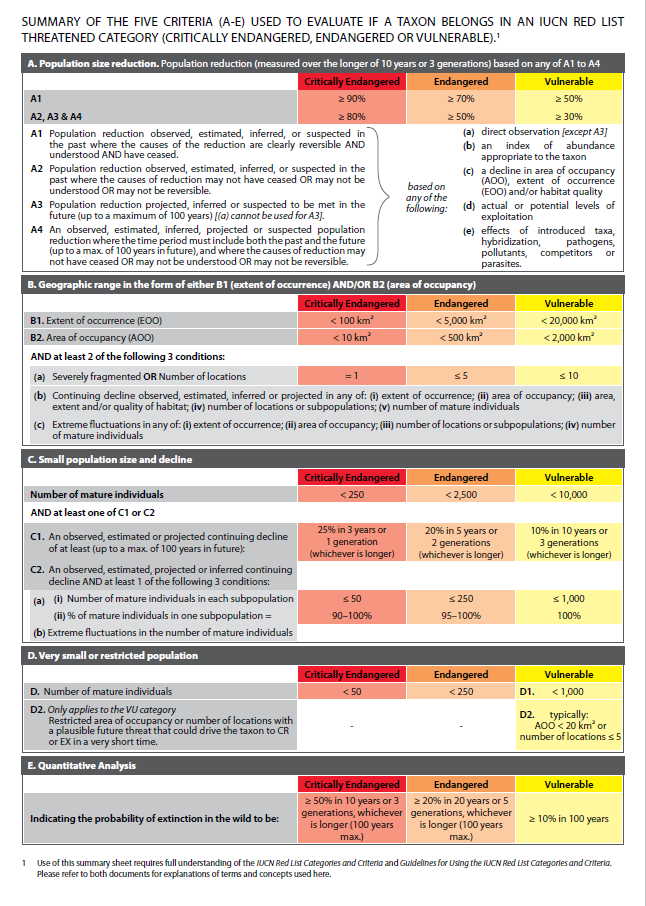 SUMMARY OF THE FIVE CRITERIA (A-E) USED TO EVALUATE IF A TAXON BELONGS IN AN IUCN RED LIST
THREATENED CATEGORY (CRITICALLY ENDANGERED, ENDANGERED OR VULNERABLE).¹
A. Population size reduction. Population reduction (measured over the longer of 10 years or 3 generations) based on any of A1 to A4
Critically Endangered Endangered Vulnerable
A1 ≥ 90% ≥ 70% ≥ 50%
A2, A3 & A4 ≥ 80% ≥ 50% ≥ 30%
A1 Population reduction observed, estimated, inferred, or suspected in
the past where the causes of the reduction are clearly reversible AND
understood AND have ceased.
A2 Population reduction observed, estimated, inferred, or suspected in the
past where the causes of reduction may not have ceased OR may not be
understood OR may not be reversible.
A3 Population reduction projected, inferred or suspected to be met in the
future (up to a maximum of 100 years) [(a) cannot be used for A3].
A4 An observed, estimated, inferred, projected or suspected population
reduction where the time period must include both the past and the future
(up to a max. of 100 years in future), and where the causes of reduction may
not have ceased OR may not be understood OR may not be reversible.
based on
any of the
following:
(a) direct observation [except A3]
(b) an index of abundance
appropriate to the taxon
(c) a decline in area of occupancy
(AOO), extent of occurrence
(EOO) and/or habitat quality
(d) actual or potential levels of
exploitation
(e) effects of introduced taxa,
hybridization, pathogens,
pollutants, competitors or
parasites.
B. Geographic range in the form of either B1 (extent of occurrence) AND/OR B2 (area of occupancy)
Critically Endangered Endangered Vulnerable
B1. Extent of occurrence (EOO) < 100 km² < 5,000 km² < 20,000 km²
B2. Area of occupancy (AOO) < 10 km² < 500 km² < 2,000 km²
AND at least 2 of the following 3 conditions:
(a) Severely fragmented OR Number of locations = 1 ≤ 5 ≤ 10
(b) Continuing decline observed, estimated, inferred or projected in any of: (i) extent of occurrence; (ii) area of occupancy; (iii) area,
extent and/or quality of habitat; (iv) number of locations or subpopulations; (v) number of mature individuals
(c) Extreme fluctuations in any of: (i) extent of occurrence; (ii) area of occupancy; (iii) number of locations or subpopulations; (iv) number
of mature individuals
C. Small population size and decline
Critically Endangered Endangered Vulnerable
Number of mature individuals < 250 < 2,500 < 10,000
AND at least one of C1 or C2
C1. An observed, estimated or projected continuing decline
of at least (up to a max. of 100 years in future):
25% in 3 years or
1 generation
(whichever is longer)
20% in 5 years or
2 generations
(whichever is longer)
10% in 10 years or
3 generations
(whichever is longer)
C2. An observed, estimated, projected or inferred continuing
decline AND at least 1 of the following 3 conditions:
(a) (i) Number of mature individuals in each subpopulation ≤ 50 ≤ 250 ≤ 1,000
(ii) % of mature individuals in one subpopulation = 90–100% 95–100% 100%
(b) Extreme fluctuations in the number of mature individuals
D. Very small or restricted population
Critically Endangered Endangered Vulnerable
D. Number of mature individuals < 50 < 250 D1. < 1,000
D2. Only applies to the VU category
Restricted area of occupancy or number of locations with
a plausible future threat that could drive the taxon to CR
or EX in a very short time.
- -
D2. typically:
AOO < 20 km² or
number of locations ≤ 5
E. Quantitative Analysis
Critically Endangered Endangered Vulnerable
Indicating the probability of extinction in the wild to be:
≥ 50% in 10 years or 3
generations, whichever
is longer (100 years
max.)
≥ 20% in 20 years or 5
generations, whichever
is longer (100 years
max.)
≥ 10% in 100 years
1 Use of this summary sheet requires full understanding of the IUCN Red List Categories and Criteria and Guidelines for Using the IUCN Red List Categories and Criteria.
Please refer to both documents for explanations of terms and concepts used here.